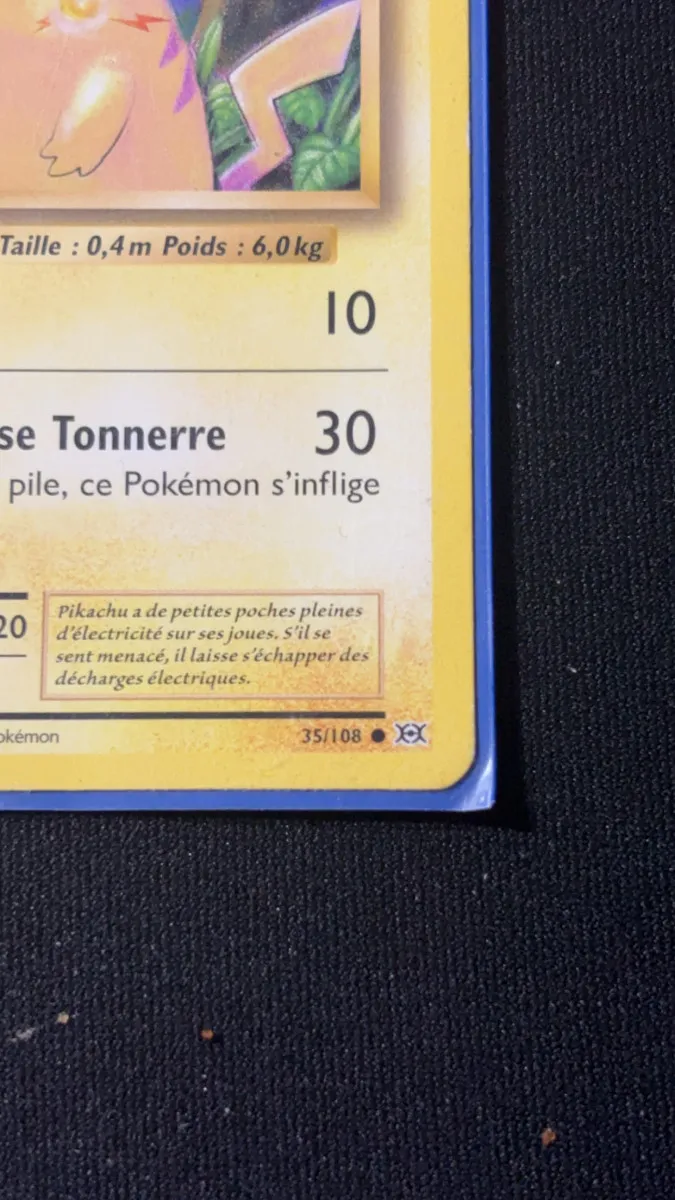 Taille : 0,4 m Poids : 6,0 kg
10
se Tonnerre 30
pile, ce Pokémon s'inflige
20
Pikachu a de petites poches pleines
d'électricité sur ses joues. S'il se
sent menacé, il laisse s'échapper des
décharges électriques.
okémon 35/108